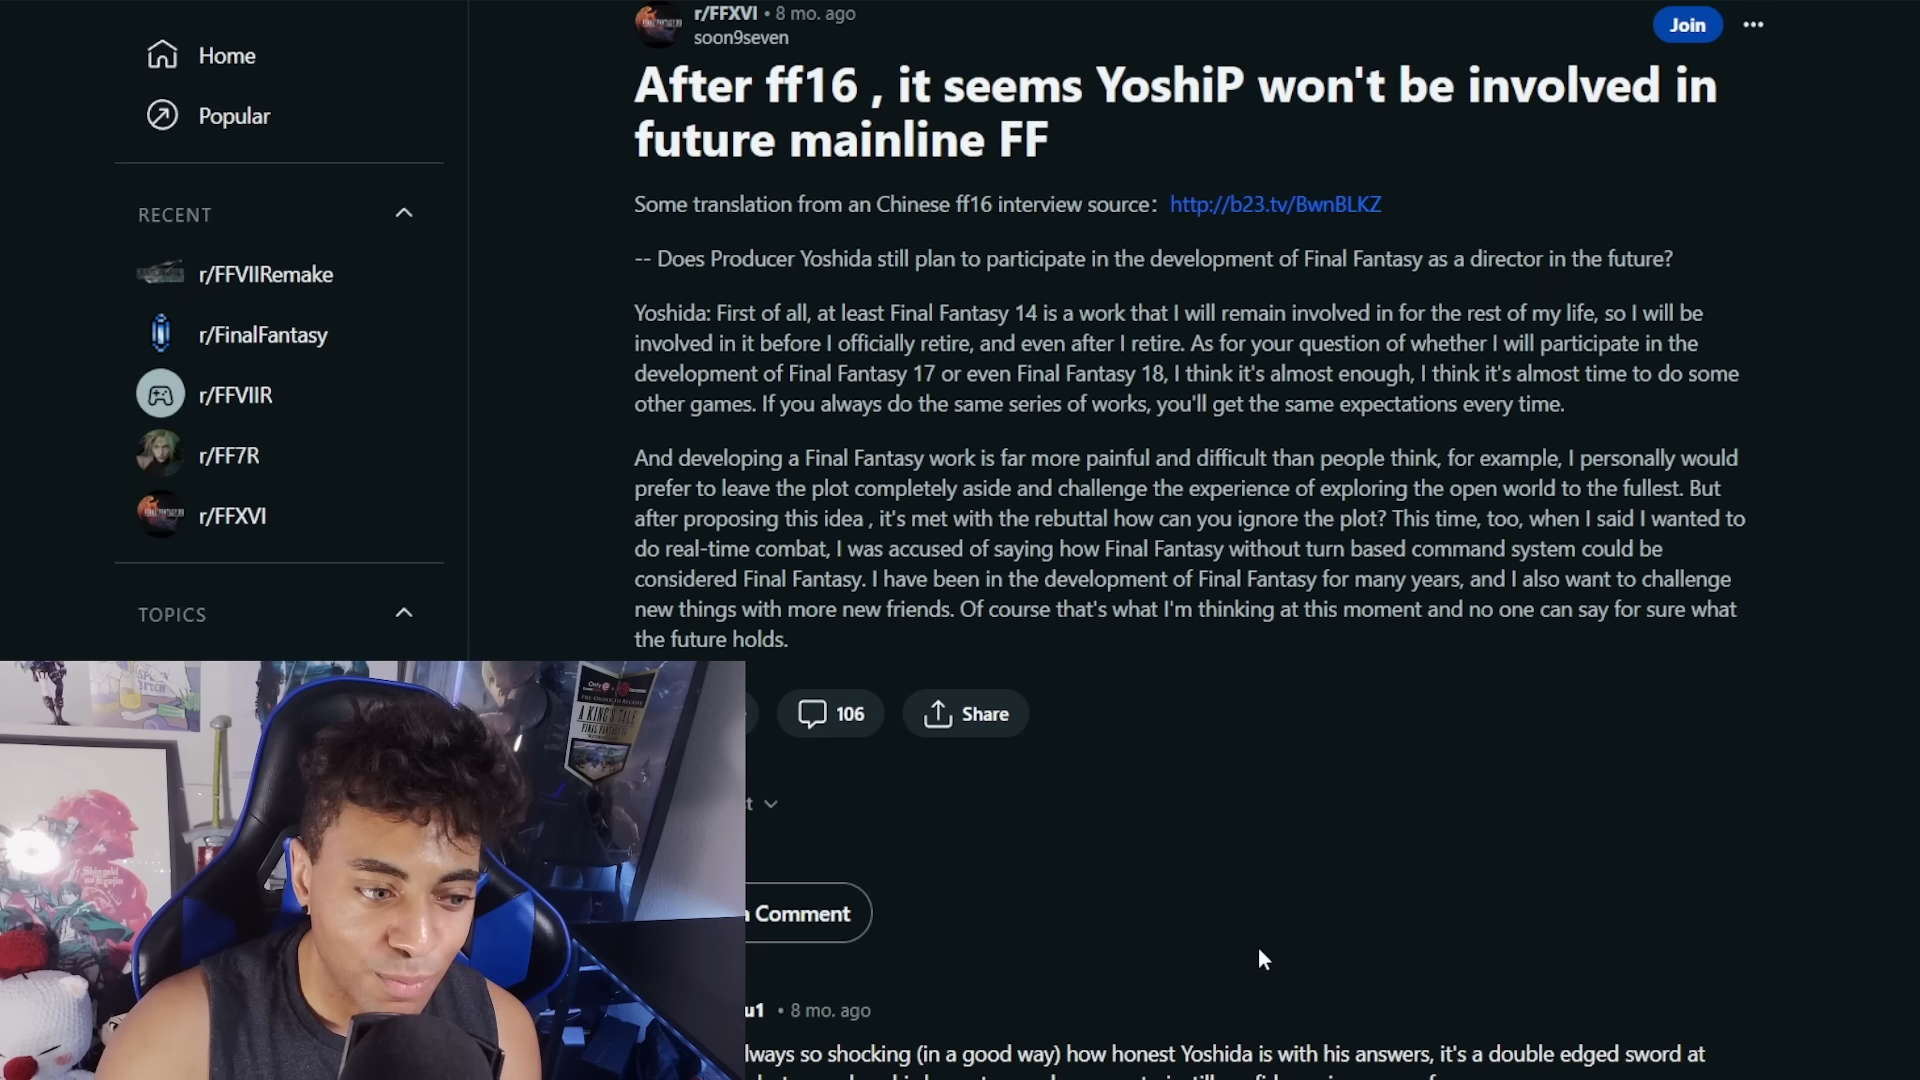 r/FFXVI • 8 mo. ago
soon9seven
Join
After ff16 , it seems YoshiP won't be involved in
future mainline FF
Some translation from an Chinese ff16 interview source： http://b23.tv/BwnBLKZ
-- Does Producer Yoshida still plan to participate in the development of Final Fantasy as a director in the future?
Yoshida: First of all, at least Final Fantasy 14 is a work that I will remain involved in for the rest of my life, so I will be
involved in it before I officially retire, and even after I retire. As for your question of whether I will participate in the
development of Final Fantasy 17 or even Final Fantasy 18, I think it's almost enough, I think it's almost time to do some
other games. If you always do the same series of works, you'll get the same expectations every time.
And developing a Final Fantasy work is far more painful and difficult than people think, for example, I personally would
prefer to leave the plot completely aside and challenge the experience of exploring the open world to the fullest. But
after proposing this idea , it's met with the rebuttal how can you ignore the plot? This time, too, when I said I wanted to
do real-time combat, I was accused of saying how Final Fantasy without turn based command system could be
considered Final Fantasy. I have been in the development of Final Fantasy for many years, and I also want to challenge
new things with more new friends. Of course that's what I'm thinking at this moment and no one can say for sure what
the future holds.
106
Share
Home
Popular
RECENT
r/FFVIIRemake
r/FinalFantasy
r/FFVIIR
r/FF7R
r/FFXVI
TOPICS
A KING'S TALE
FINAL FANTASY XV
Shingeki
no Kyojin
Comment
u1 • 8 mo. ago
lways so shocking (in a good way) how honest Yoshida is with his answers, it's a double edged sword at